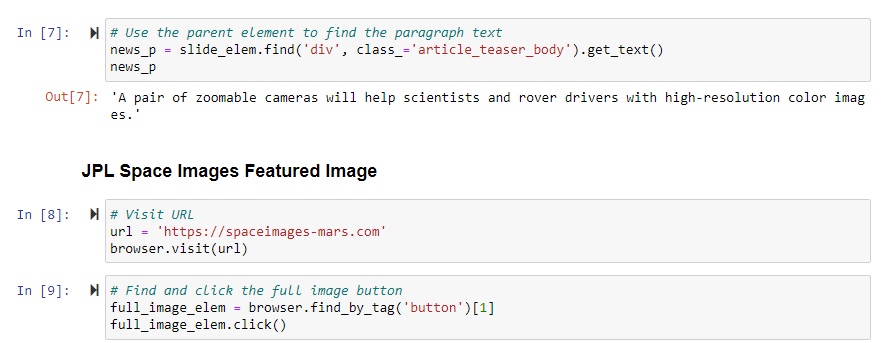 In [7]: # Use the parent element to find the paragraph text
news_p = slide_elem.find('div', class_='article_teaser_body').get_text()
news_p
Out[7]: 'A pair of zoomable cameras will help scientists and rover drivers with high-resolution color imag
es.'
JPL Space Images Featured Image
In [8]: # Visit URL
url = 'https://spaceimages-mars.com'
browser.visit(url)
In [9]: # Find and click the full image button
full_image_elem = browser.find_by_tag('button')[1]
full_image_elem.click()